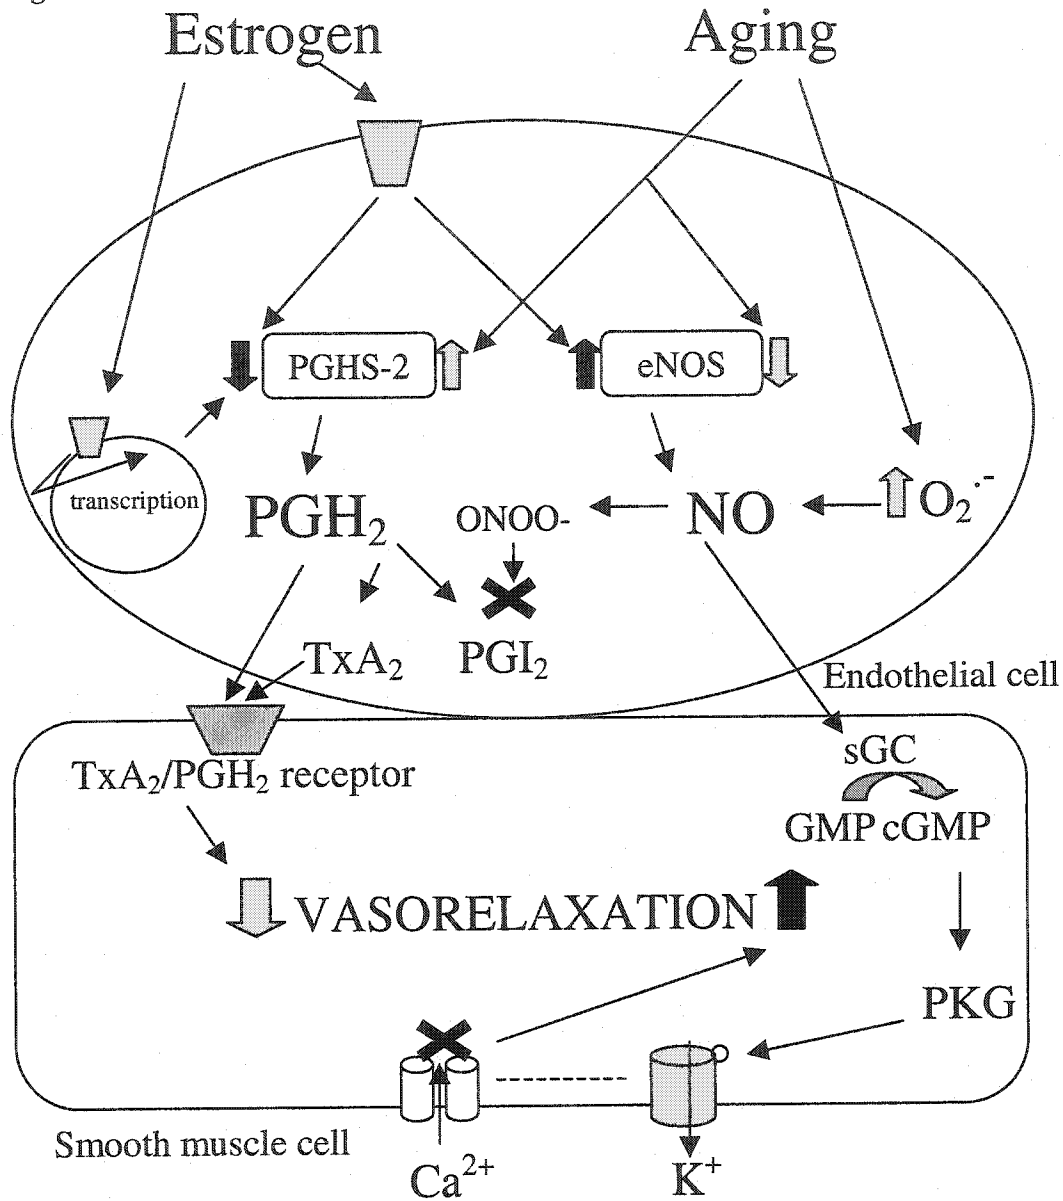 Estrogen
Aging
PGHS-2
eNOS
transcription
PGH₂
ONOO-
NO
O₂·-
TxA₂
PGI₂
Endothelial cell
sGC
TxA₂/PGH₂ receptor
GMP cGMP
VASORELAXATION
PKG
Smooth muscle cell
Ca²⁺
K⁺